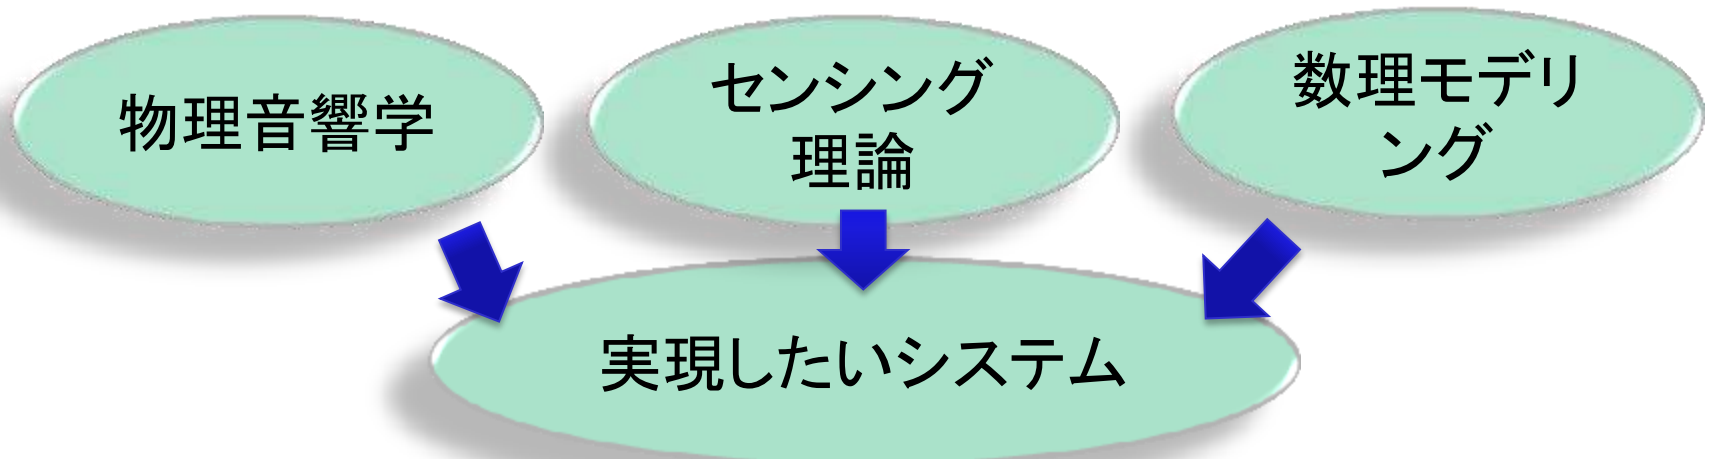 物理音響学
センシング
理論
数理モデリ
ング
実現したいシステム